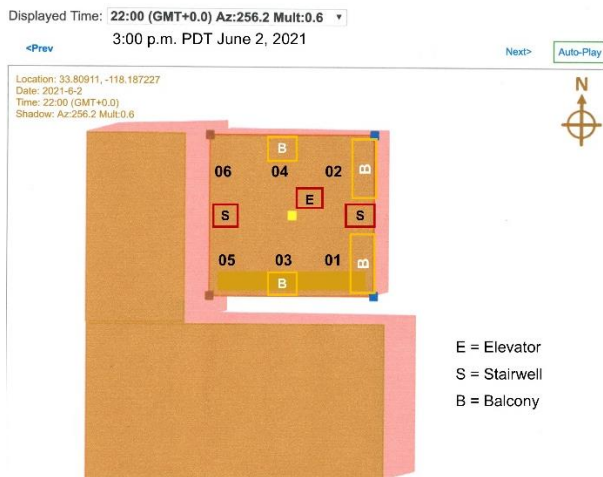 Displayed Time: 22:00 (GMT+0.0) Az:256.2 Mult:0.6
3:00 p.m. PDT June 2, 2021
<Prev
Next>
Auto-Play
Location: 33.80911, -118.187227
Date: 2021-6-2
Time: 22:00 (GMT+0.0)
Shadow: Az:256.2 Mult:0.6
N
B
B
06 04 02
E
S S
05 03 01
B
B
E = Elevator
S = Stairwell
B = Balcony